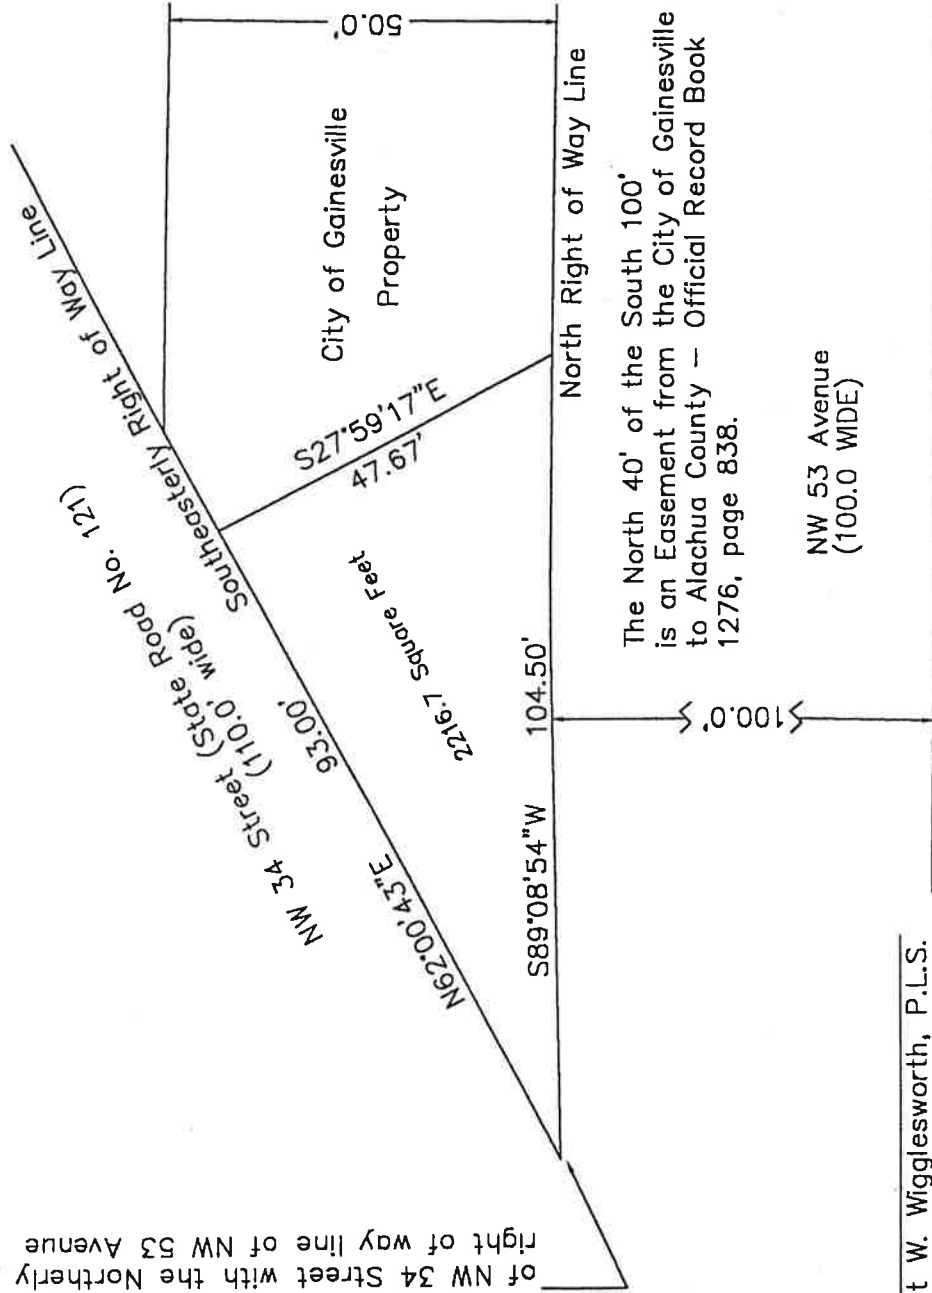 of NW 34 Street with the Northerly
right of way line of NW 53 Avenue
NW 34 Street (State Road No. 121)
(110.0' wide)
Southeasterly Right of Way Line
N62°00'43"E
93.00'
2216.7 Square Feet
S27°59'17"E
47.67'
City of Gainesville
Property
50.0'
S89°08'54"W
104.50'
North Right of Way Line
The North 40' of the South 100'
is an Easement from the City of Gainesville
to Alachua County — Official Record Book
1276, page 838.
100.0'
NW 53 Avenue
(100.0 WIDE)
t W. Wigglesworth, P.L.S.